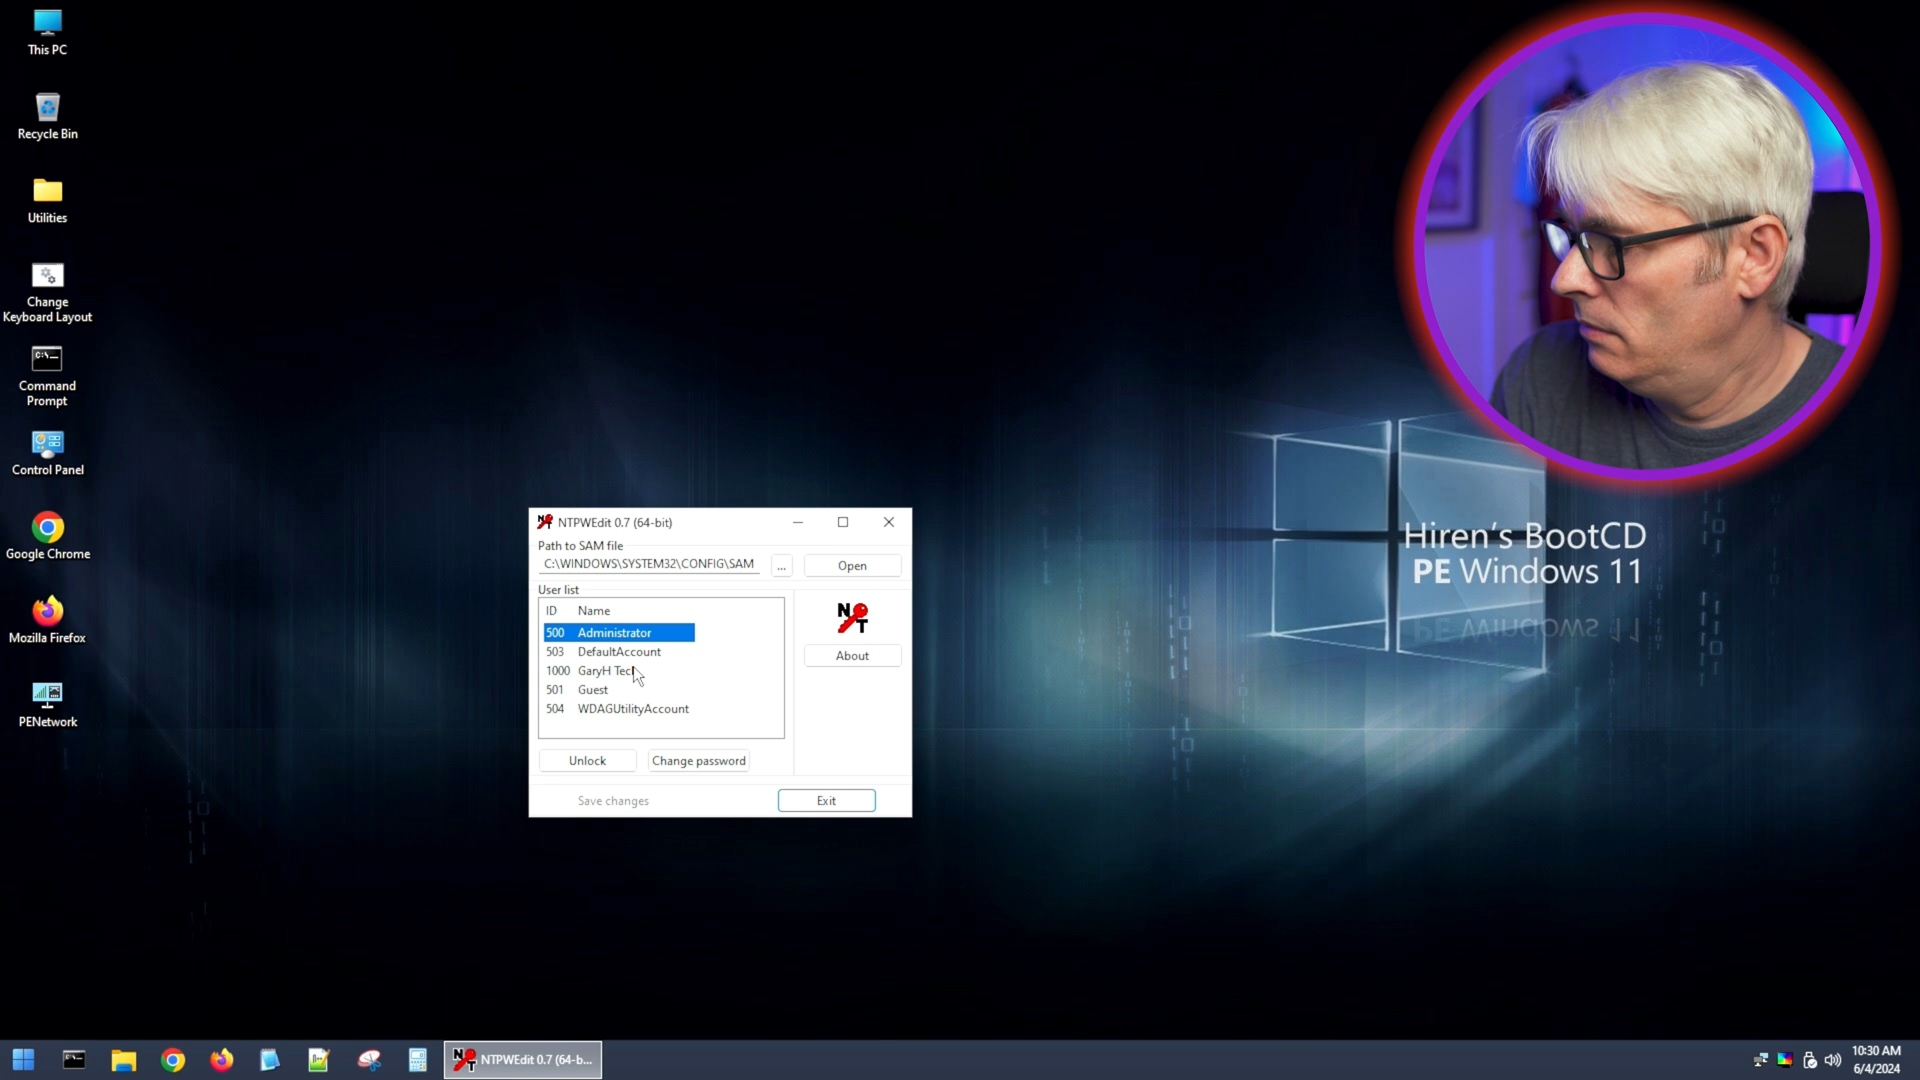 This PC
Recycle Bin
Utilities
Change
Keyboard Layout
Command
Prompt
Control Panel
Google Chrome
Mozilla Firefox
PENetwork
NTPWEdit 0.7 (64-bit)
Path to SAM file
C:\WINDOWS\SYSTEM32\CONFIG\SAM
...
Open
User list
ID Name
500 Administrator
503 DefaultAccount
1000 GaryH Tech
501 Guest
504 WDAGUtilityAccount
NT
About
Unlock
Change password
Save changes
Exit
Hiren's BootCD
PE Windows 11
NTPWEdit 0.7 (64-b...
10:30 AM
6/4/2024